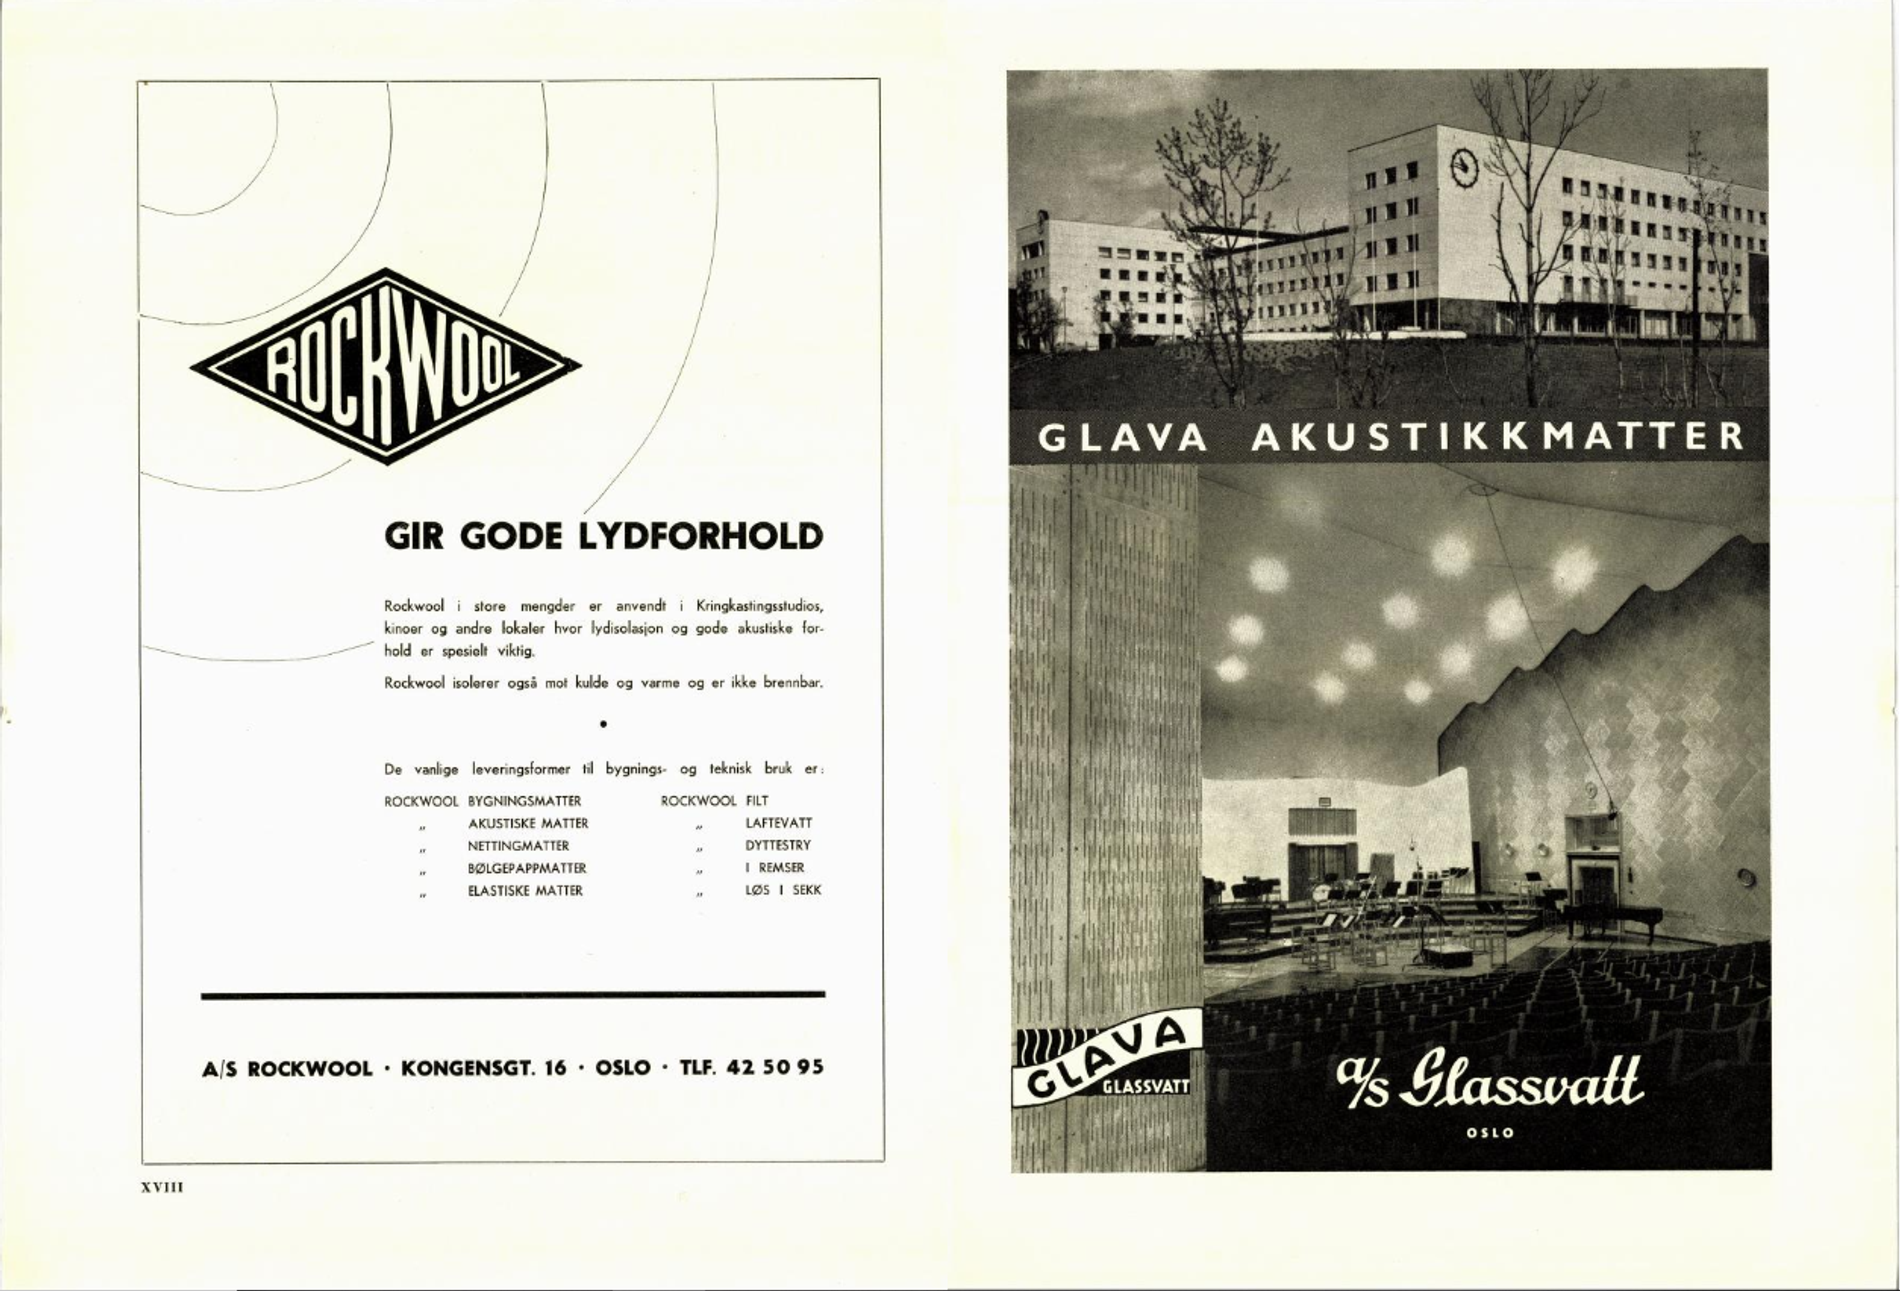 ROCKWOOL
GIR GODE LYDFORHOLD
Rockwool i store mengder er anvendt i Kringkastingsstudios,
kinoer og andre lokaler hvor lydisolasjon og gode akustiske for-
hold er spesielt viktig.
Rockwool isolerer også mot kulde og varme og er ikke brennbar.
•
De vanlige leveringsformer til bygnings- og teknisk bruk er:
ROCKWOOL BYGNINGSMATTER ROCKWOOL FILT
„ AKUSTISKE MATTER „ LAFTEVATT
„ NETTINGMATTER „ DYTTESTRY
„ BØLGEPAPPMATTER „ I REMSER
„ ELASTISKE MATTER „ LØS I SEKK
A/S ROCKWOOL · KONGENSGT. 16 · OSLO · TLF. 42 50 95
XVIII
GLAVA AKUSTIKKMATTER
GLAVA
GLASSVATT
a/s Glassvatt
OSLO